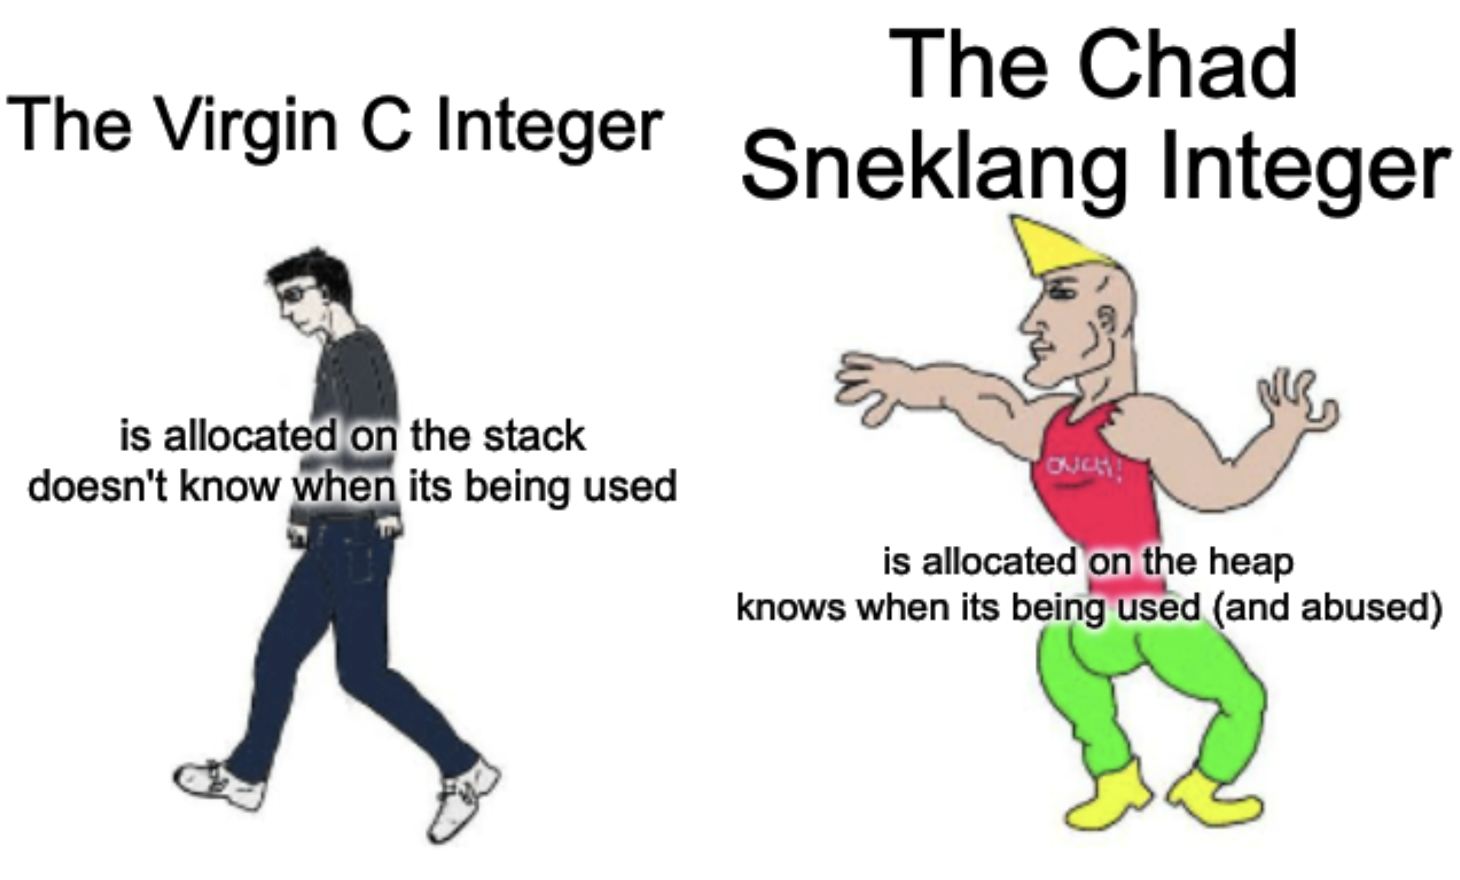 The Virgin C Integer
is allocated on the stack
doesn't know when its being used
The Chad
Sneklang Integer
OUCH!
is allocated on the heap
knows when its being used (and abused)